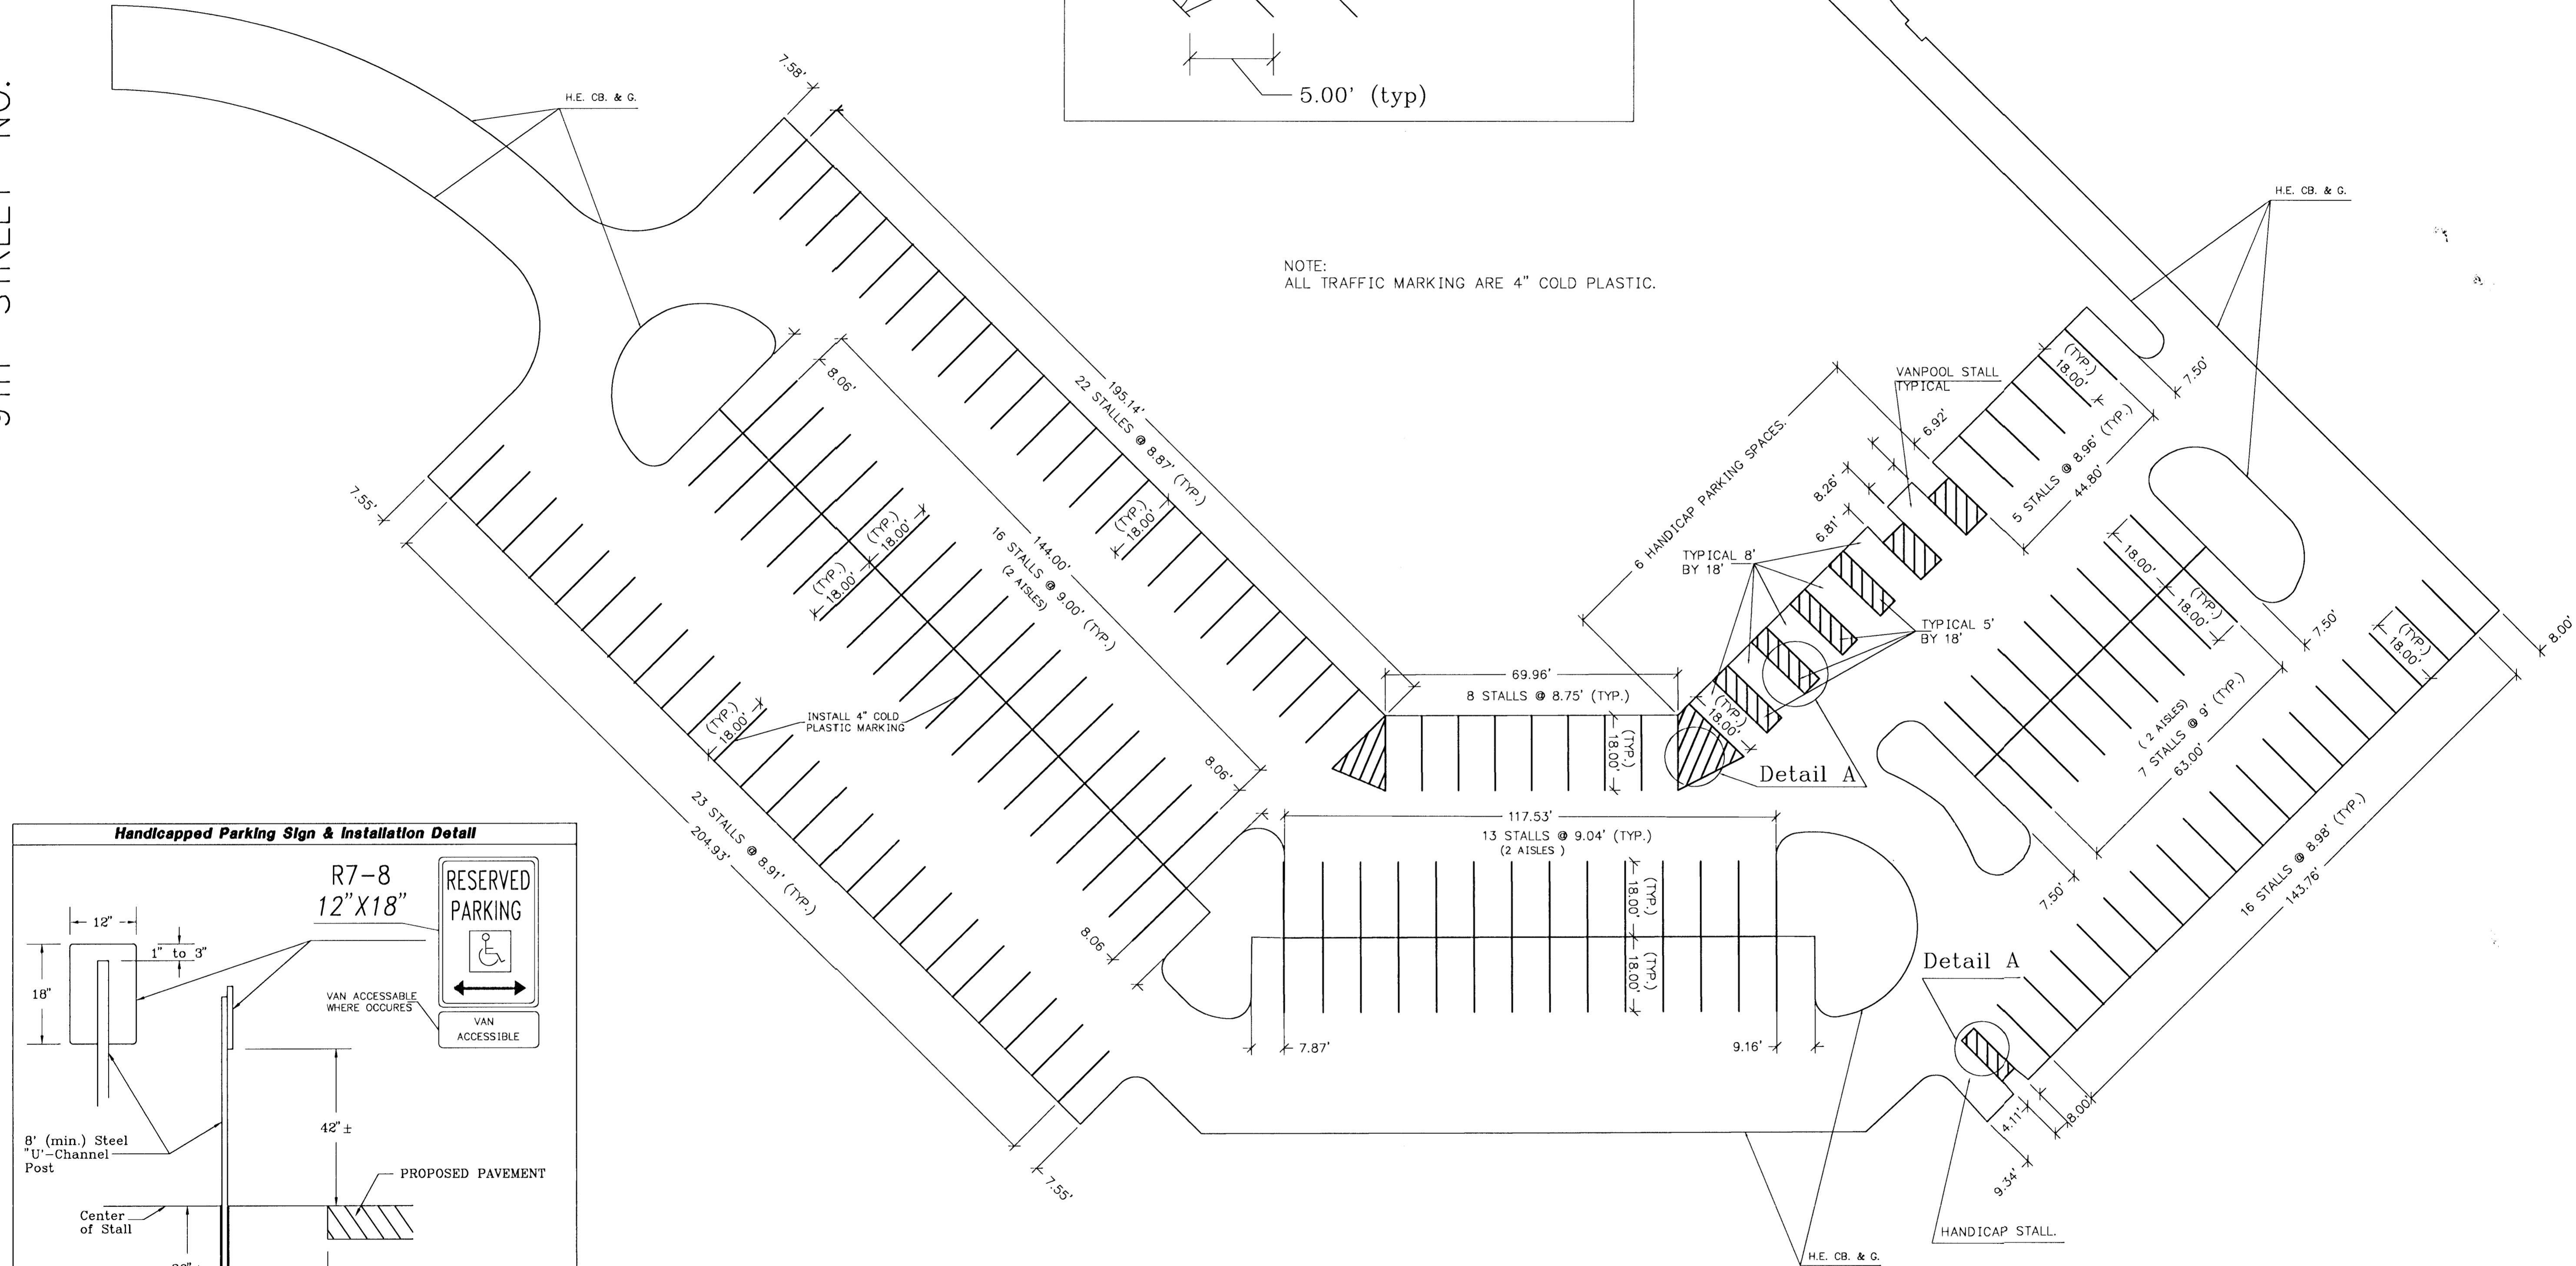 9TH STREET NO.
5.00' (typ)
H.E. CB. & G.
7.58'
NOTE:
ALL TRAFFIC MARKING ARE 4" COLD PLASTIC.
H.E. CB. & G.
195.14'
22 STALLES @ 8.87' (TYP.)
(TYP.)
18.00'
8.06'
144.00'
16 STALLS @ 9.00' (TYP.)
(2 AISLES)
(TYP.)
18.00'
(TYP.)
18.00'
8.06'
8.06
7.55'
(TYP.)
18.00'
INSTALL 4" COLD
PLASTIC MARKING
23 STALLS @ 8.91' (TYP.)
204.93'
7.55'
69.96'
8 STALLS @ 8.75' (TYP.)
(TYP.)
18.00'
117.53'
13 STALLS @ 9.04' (TYP.)
(2 AISLES )
(TYP.)
18.00'
(TYP.)
18.00'
7.87'
9.16'
6 HANDICAP PARKING SPACES.
VANPOOL STALL
TYPICAL
6.92'
8.26'
6.81'
TYPICAL 8'
BY 18'
TYPICAL 5'
BY 18'
(TYP.)
18.00'
Detail A
(TYP.)
18.00'
7.50'
5 STALLS @ 8.96' (TYP.)
44.80'
18.00'
(TYP.)
18.00'
7.50'
(TYP.)
18.00'
8.00'
( 2 AISLES)
7 STALLS @ 9' (TYP.)
63.00'
7.50'
16 STALLS @ 8.98' (TYP.)
143.76'
Detail A
8.00'
4.11'
9.34'
HANDICAP STALL.
H.E. CB. & G.
Handicapped Parking Sign & Installation Detail
R7-8
12"X18"
RESERVED
PARKING
VAN
ACCESSIBLE
VAN ACCESSABLE
WHERE OCCURES
12"
1" to 3"
18"
42"±
8' (min.) Steel
"U'-Channel
Post
PROPOSED PAVEMENT
Center
of Stall